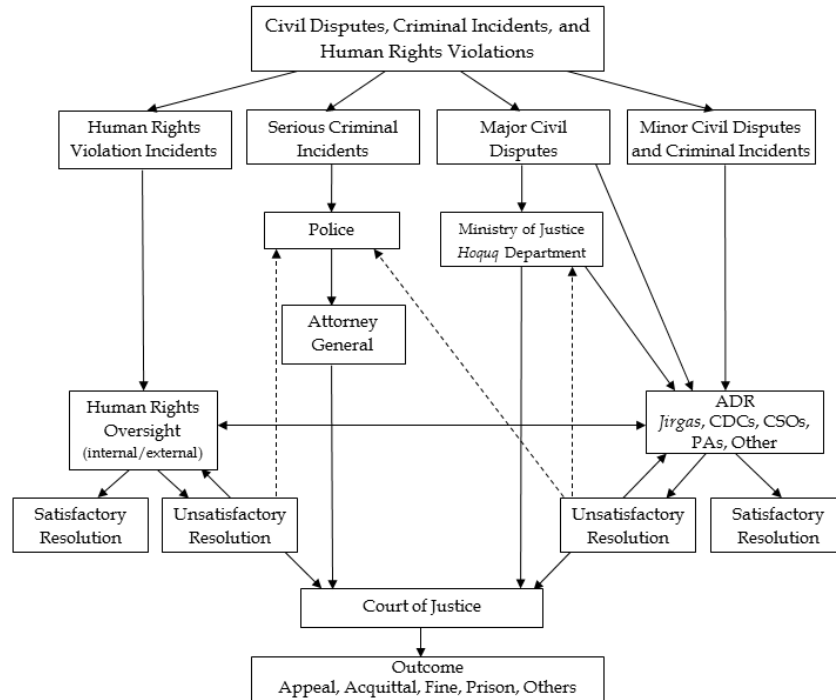 Civil Disputes, Criminal Incidents, and
Human Rights Violations
Human Rights
Violation Incidents
Serious Criminal
Incidents
Major Civil
Disputes
Minor Civil Disputes
and Criminal Incidents
Police
Ministry of Justice
Hoquq Department
Attorney
General
Human Rights
Oversight
(internal/external)
ADR
Jirgas, CDCs, CSOs,
PAs, Other
Satisfactory
Resolution
Unsatisfactory
Resolution
Unsatisfactory
Resolution
Satisfactory
Resolution
Court of Justice
Outcome
Appeal, Acquittal, Fine, Prison, Others